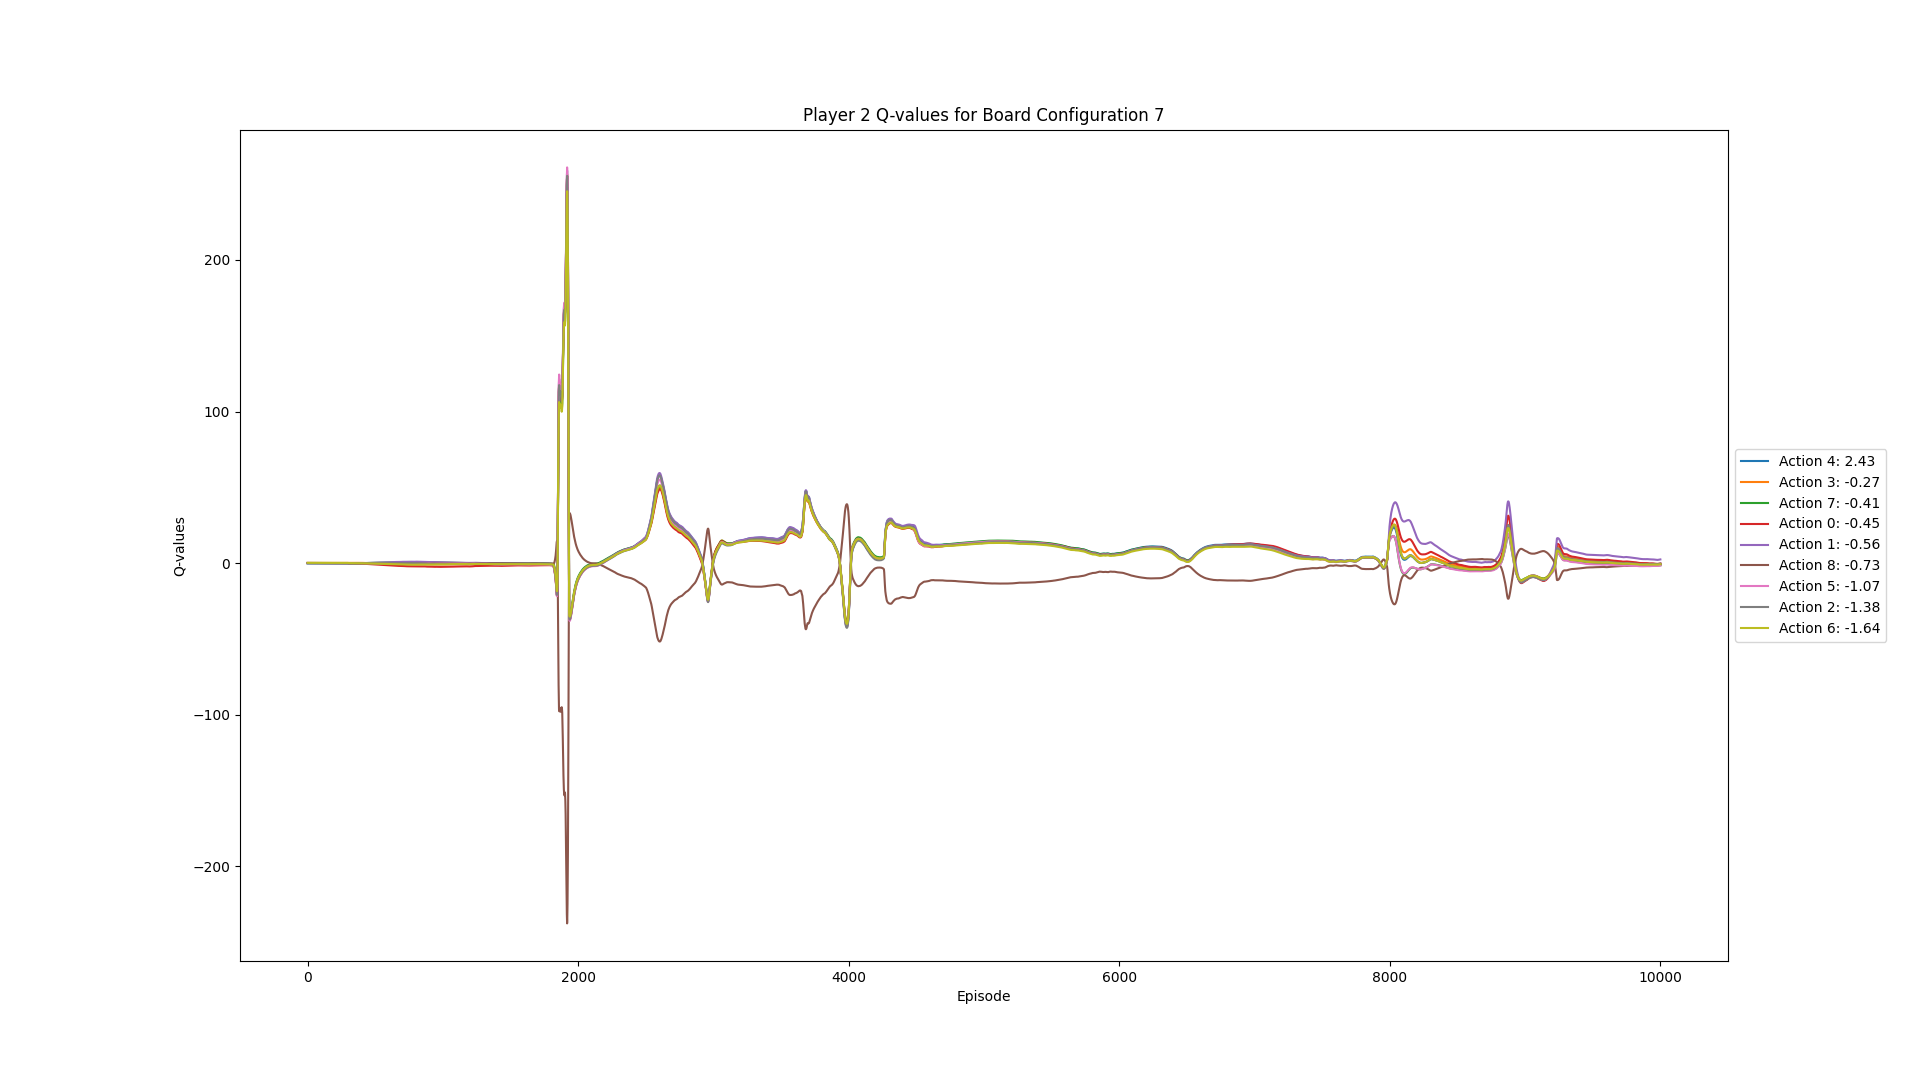 Player 2 Q-values for Board Configuration 7
Q-values
200
100
0
−100
−200
0
2000
4000
6000
8000
10000
Episode
Action 4: 2.43
Action 3: -0.27
Action 7: -0.41
Action 0: -0.45
Action 1: -0.56
Action 8: -0.73
Action 5: -1.07
Action 2: -1.38
Action 6: -1.64